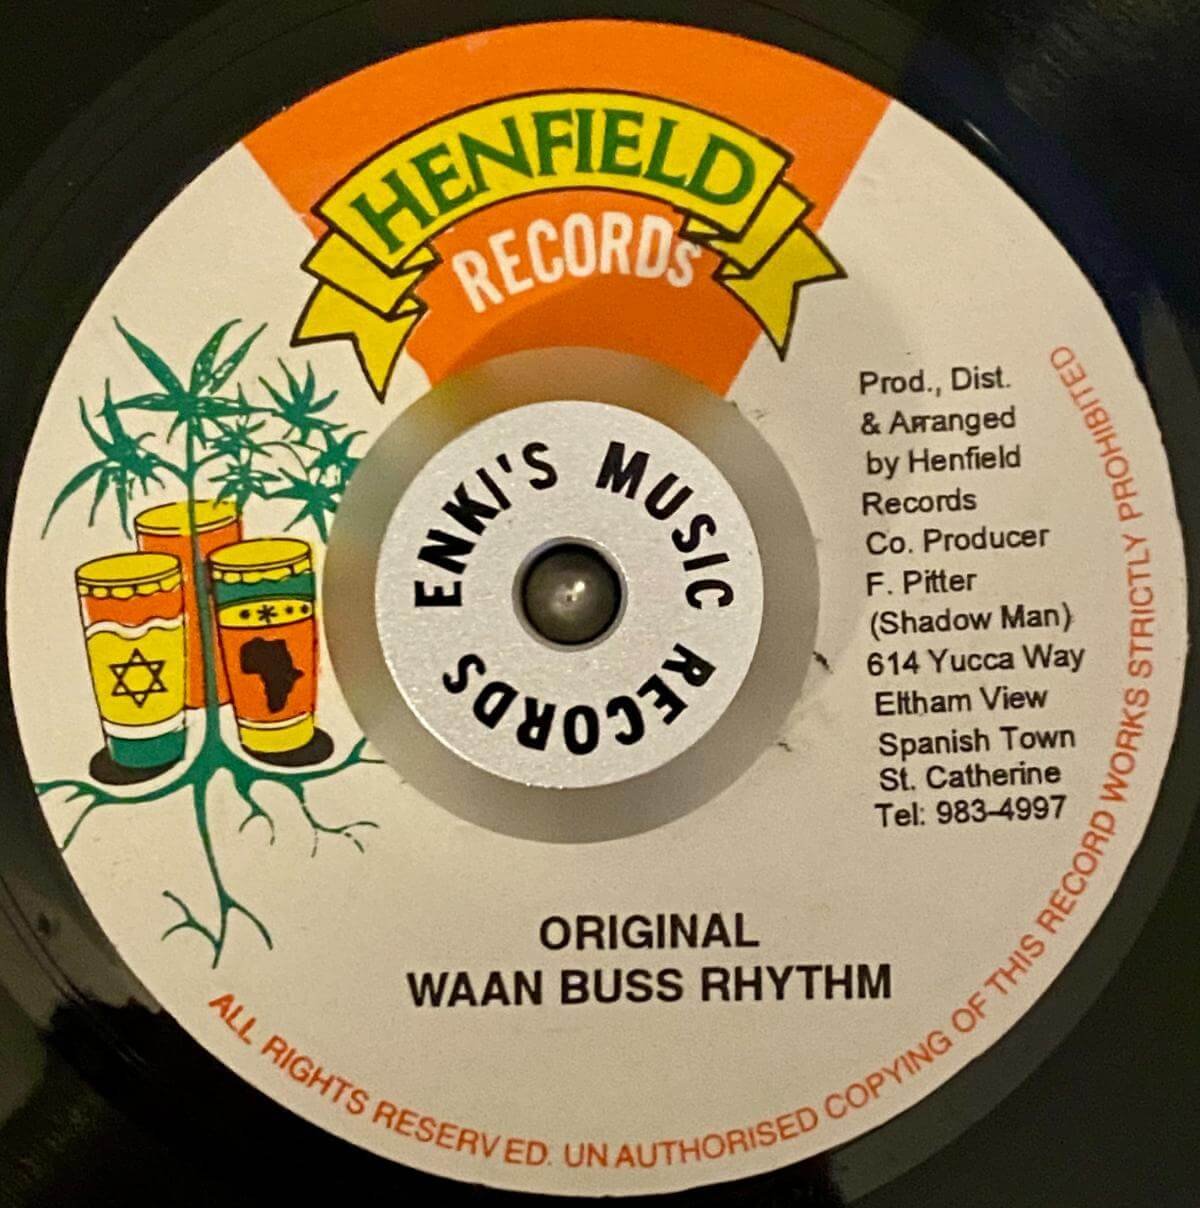 HENFIELD
RECORDS
ENKI'S MUSIC RECORDS
Prod., Dist.
& Arranged
by Henfield
Records
Co. Producer
F. Pitter
(Shadow Man)
614 Yucca Way
Eltham View
Spanish Town
St. Catherine
Tel: 983-4997
ORIGINAL
WAAN BUSS RHYTHM
ALL RIGHTS RESERVED. UNAUTHORISED COPYING OF THIS RECORD WORKS STRICTLY PROHIBITED